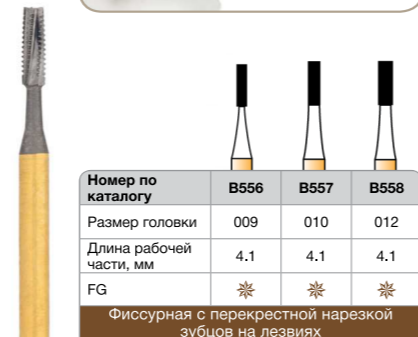 Номер по
каталогу B556 B557 B558
Размер головки 009 010 012
Длина рабочей
части, мм 4.1 4.1 4.1
FG
Фиссурная с перекрестной нарезкой
зубцов на лезвиях